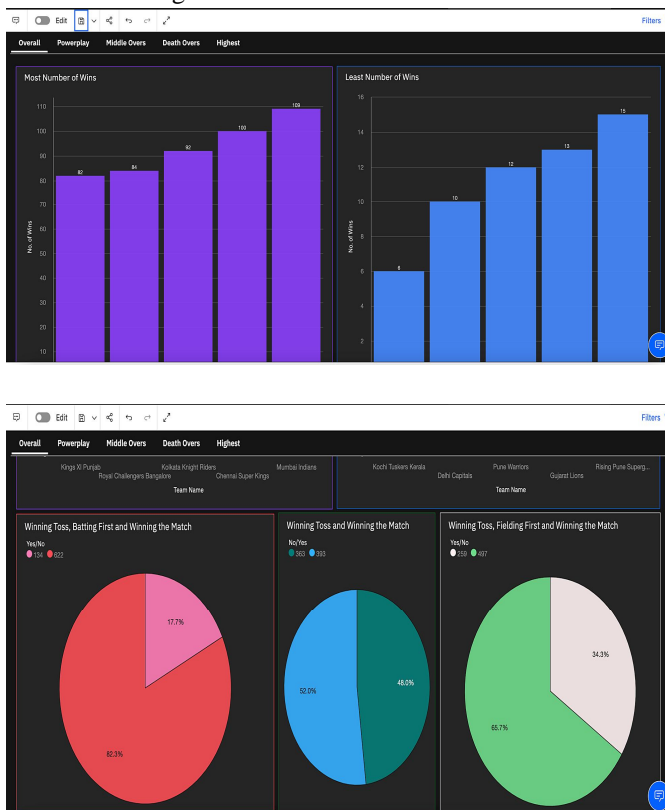 Edit
Filters
Overall Powerplay Middle Overs Death Overs Highest
Most Number of Wins
110
100
90
80
70
60
50
40
30
20
10
No. of Wins
82
84
92
100
109
Least Number of Wins
16
14
12
10
8
6
4
2
No. of Wins
6
10
12
13
15
Edit
Filters
Overall Powerplay Middle Overs Death Overs Highest
Kings XI Punjab Kolkata Knight Riders Mumbai Indians
Royal Challengers Bangalore Chennai Super Kings
Team Name
Kochi Tuskers Kerala Pune Warriors Rising Pune Superg...
Delhi Capitals Gujarat Lions
Team Name
Winning Toss, Batting First and Winning the Match
Yes/No
134 622
17.7%
82.3%
Winning Toss and Winning the Match
No/Yes
363 393
52.0%
48.0%
Winning Toss, Fielding First and Winning the Match
Yes/No
259 497
34.3%
65.7%